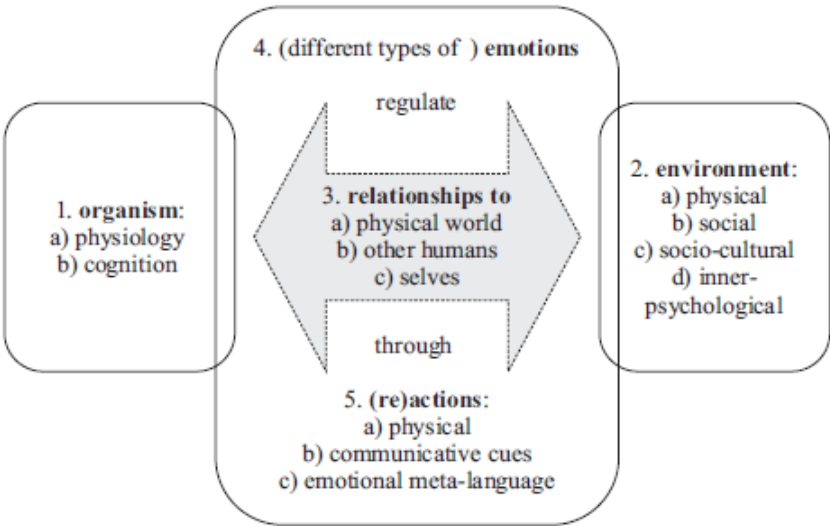 4. (different types of ) emotions
regulate
1. organism:
a) physiology
b) cognition
3. relationships to
a) physical world
b) other humans
c) selves
2. environment:
a) physical
b) social
c) socio-cultural
d) inner-
psychological
through
5. (re)actions:
a) physical
b) communicative cues
c) emotional meta-language